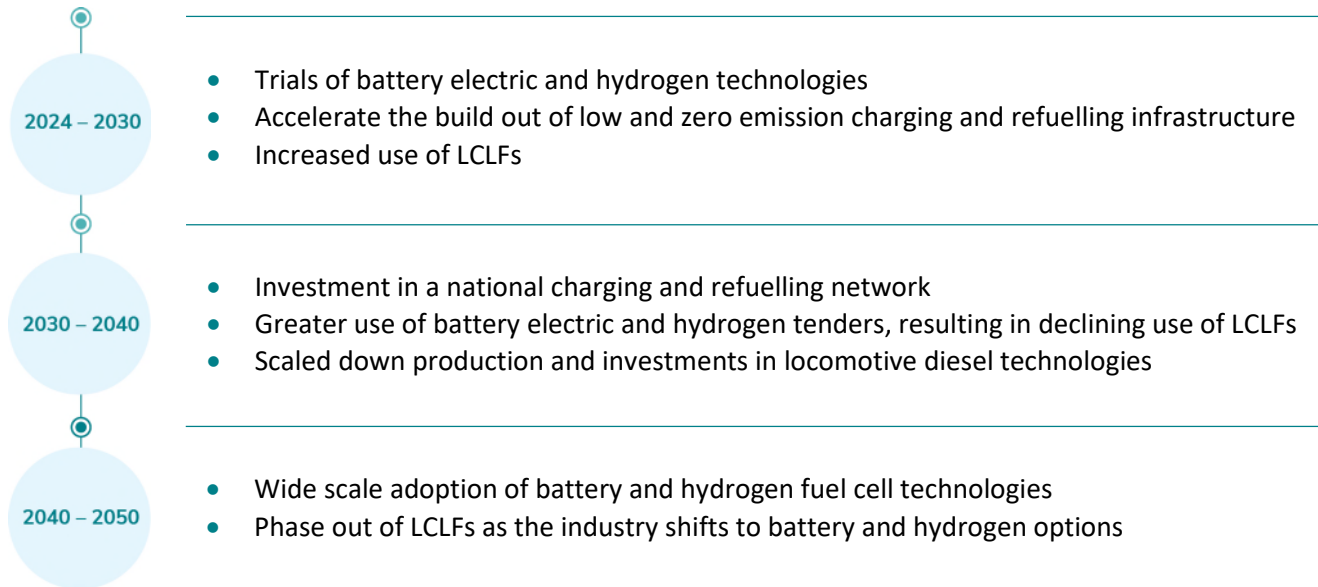 2024 – 2030
• Trials of battery electric and hydrogen technologies
• Accelerate the build out of low and zero emission charging and refuelling infrastructure
• Increased use of LCLFs
2030 – 2040
• Investment in a national charging and refuelling network
• Greater use of battery electric and hydrogen tenders, resulting in declining use of LCLFs
• Scaled down production and investments in locomotive diesel technologies
2040 – 2050
• Wide scale adoption of battery and hydrogen fuel cell technologies
• Phase out of LCLFs as the industry shifts to battery and hydrogen options